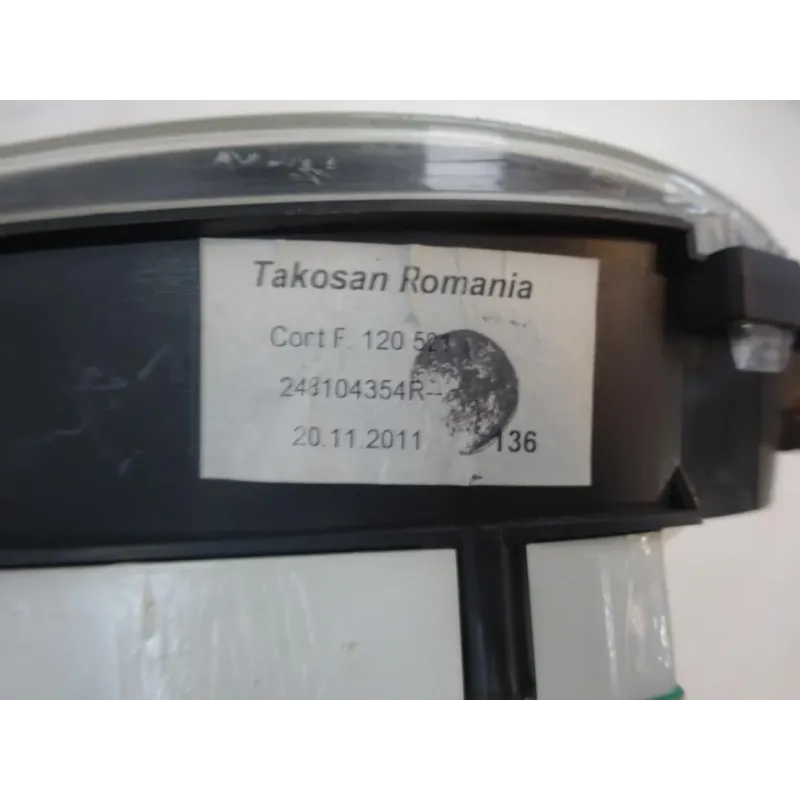 Takosan Romania
Cort F. 120 521
248104354R--
20.11.2011 136